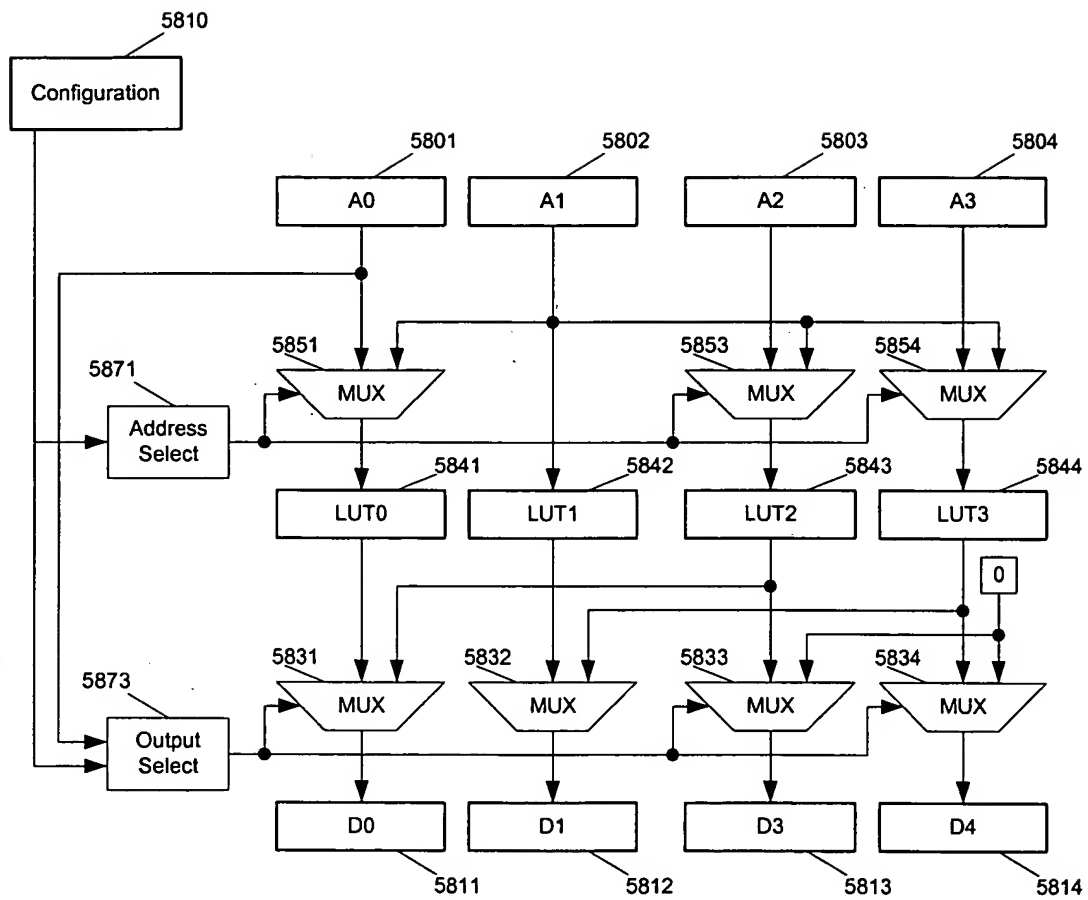 5810
Configuration
5801 5802 5803 5804
A0 A1 A2 A3
5851 5853 5854
MUX MUX MUX
5871
Address
Select
5841 5842 5843 5844
LUT0 LUT1 LUT2 LUT3
0
5831 5832 5833 5834
MUX MUX MUX MUX
5873
Output
Select
D0 D1 D3 D4
5811 5812 5813 5814